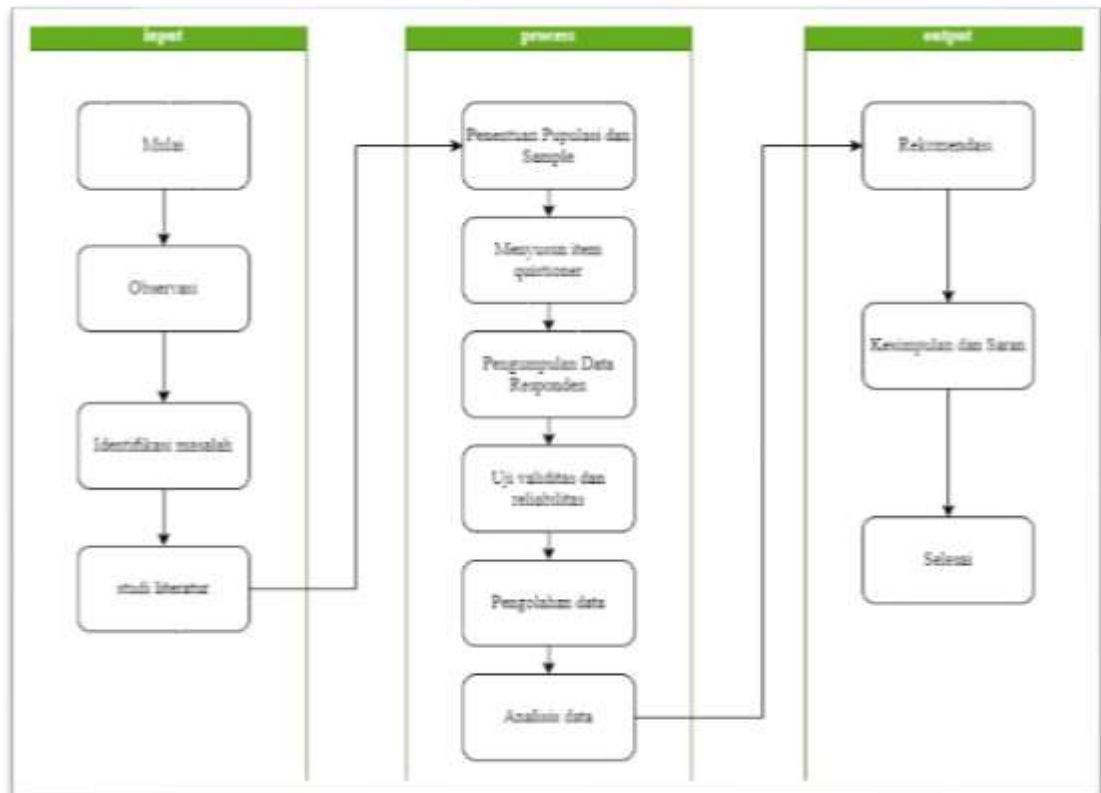 input
Mulai
Observasi
Identifikasi masalah
studi literatur
process
Penentuan Populasi dan
Sample
Menyusun item
quistioner
Pengumpulan Data
Responden
Uji validitas dan
reliabilitas
Pengolahan data
Analisis data
output
Rekomendasi
Kesimpulan dan Saran
Selesai